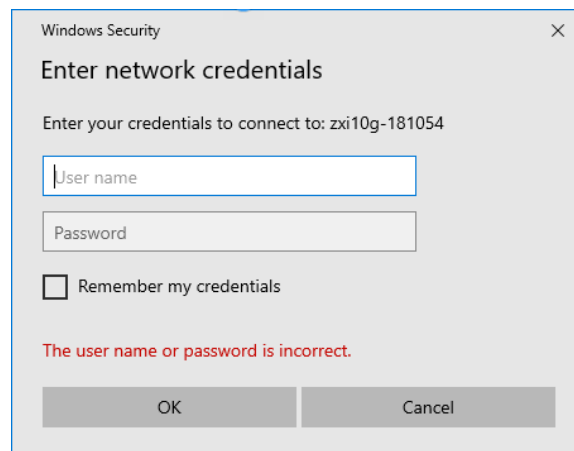 Windows Security
Enter network credentials
Enter your credentials to connect to: zxi10g-181054
User name
Password
Remember my credentials
The user name or password is incorrect.
OK
Cancel